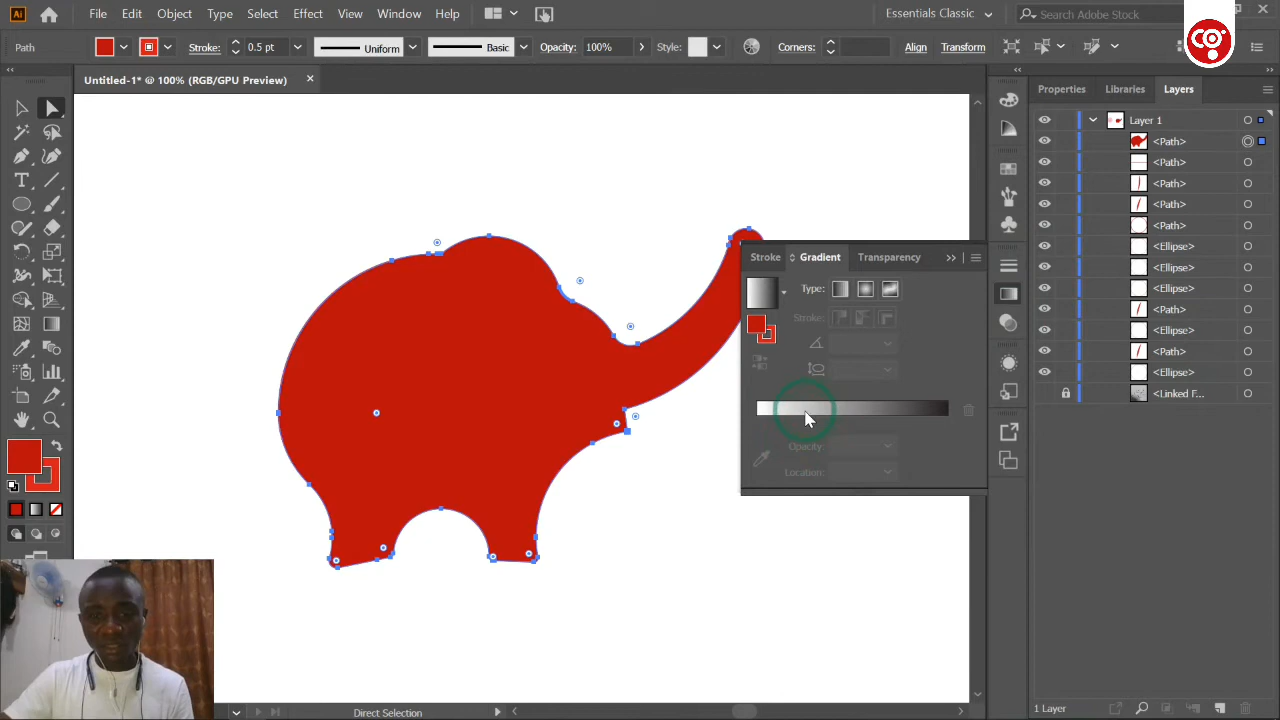 Ai File Edit Object Type Select Effect View Window Help Essentials Classic Search Adobe Stock
Path Stroke: 0.5 pt Uniform Basic Opacity: 100% Style: Corners: Align Transform
Untitled-1* @ 100% (RGB/GPU Preview) ×
Properties Libraries Layers
Layer 1
<Path>
<Path>
<Path>
<Path>
<Path>
<Ellipse>
<Ellipse>
<Ellipse>
<Path>
<Ellipse>
<Path>
<Ellipse>
<Linked F...
Stroke Gradient Transparency
Type:
Stroke:
Opacity:
Location:
Direct Selection
1 Layer